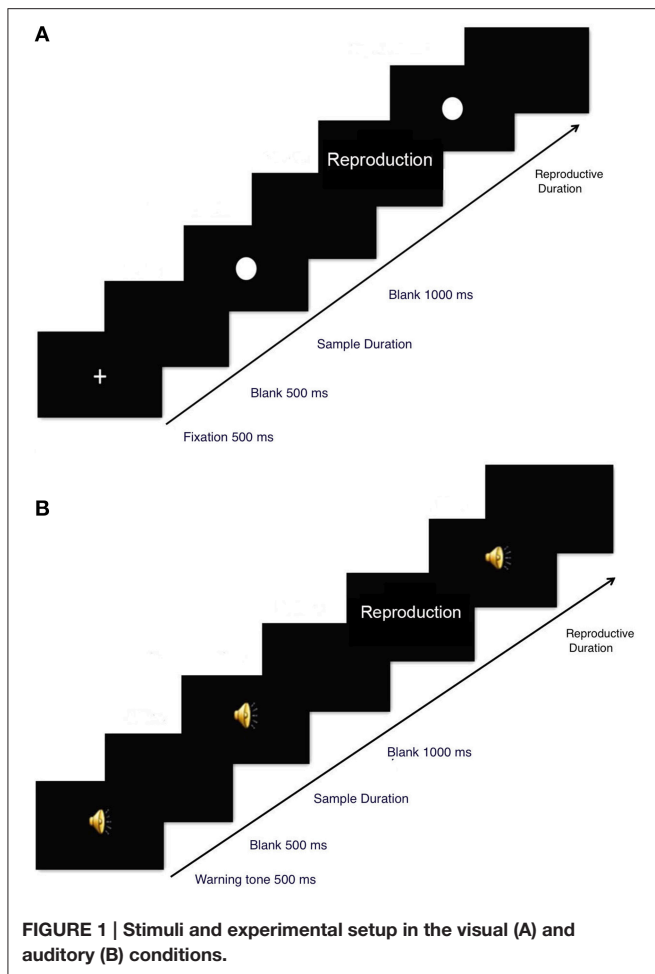 A
Reproduction
Reproductive
Duration
Blank 1000 ms
Sample Duration
Blank 500 ms
Fixation 500 ms
B
Reproduction
Reproductive
Duration
Blank 1000 ms
Sample Duration
Blank 500 ms
Warning tone 500 ms
FIGURE 1 | Stimuli and experimental setup in the visual (A) and
auditory (B) conditions.